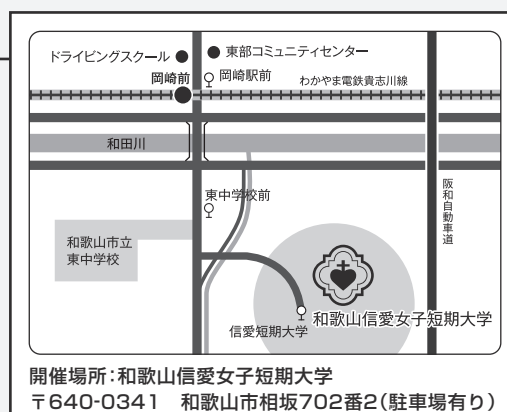 ドライビングスクール
東部コミュニティセンター
岡崎前
岡崎駅前
わかやま電鉄貴志川線
和田川
東中学校前
阪和自動車道
和歌山市立
東中学校
信愛短期大学
和歌山信愛女子短期大学
開催場所：和歌山信愛女子短期大学
〒640-0341　和歌山市相坂702番2（駐車場有り）